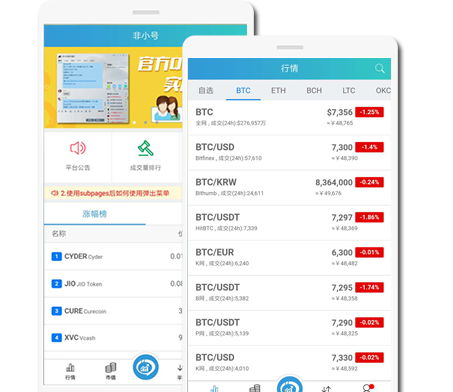 非小号
官方
实
平台公告
成交量排行
2.使用subpages后如何使用弹出菜单
涨幅榜
名称
1 CYDER Cyder 0.01
2 JIO JIO Token 0.08
3 CURE Curecoin 3
4 XVC Vcash 9
行情
市值
行情
自选 BTC ETH BCH LTC OKC
BTC $7,356 -1.25%
全网 , 成交(24h):$276,957万 ≈￥48,765
BTC/USD 7,300 -1.4%
Bitfinex , 成交(24h):57,610 ≈￥48,390
BTC/KRW 8,364,000 -0.24%
Bithumb , 成交(24h):24,611 ≈￥49,676
BTC/USDT 7,297 -1.86%
HitBTC , 成交(24h):7,339 ≈￥48,369
BTC/EUR 6,300 -0.01%
K网 , 成交(24h):6,240 ≈￥48,482
BTC/USDT 7,295 -1.74%
B网 , 成交(24h):5,382 ≈￥48,358
BTC/USDT 7,290 -0.02%
P网 , 成交(24h):5,139 ≈￥48,325
BTC/USD 7,330 -0.02%
K网 , 成交(24h):4,010 ≈￥48,592